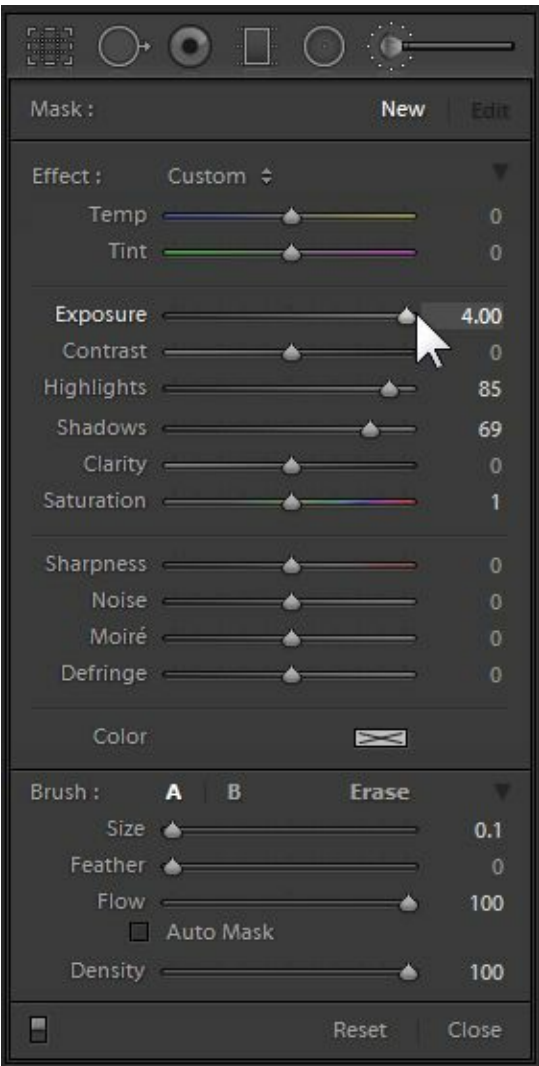 Mask : New Edit
Effect : Custom
Temp 0
Tint 0
Exposure 4.00
Contrast 0
Highlights 85
Shadows 69
Clarity 0
Saturation 1
Sharpness 0
Noise 0
Moiré 0
Defringe 0
Color
Brush : A B Erase
Size 0.1
Feather 0
Flow 100
Auto Mask
Density 100
Reset Close